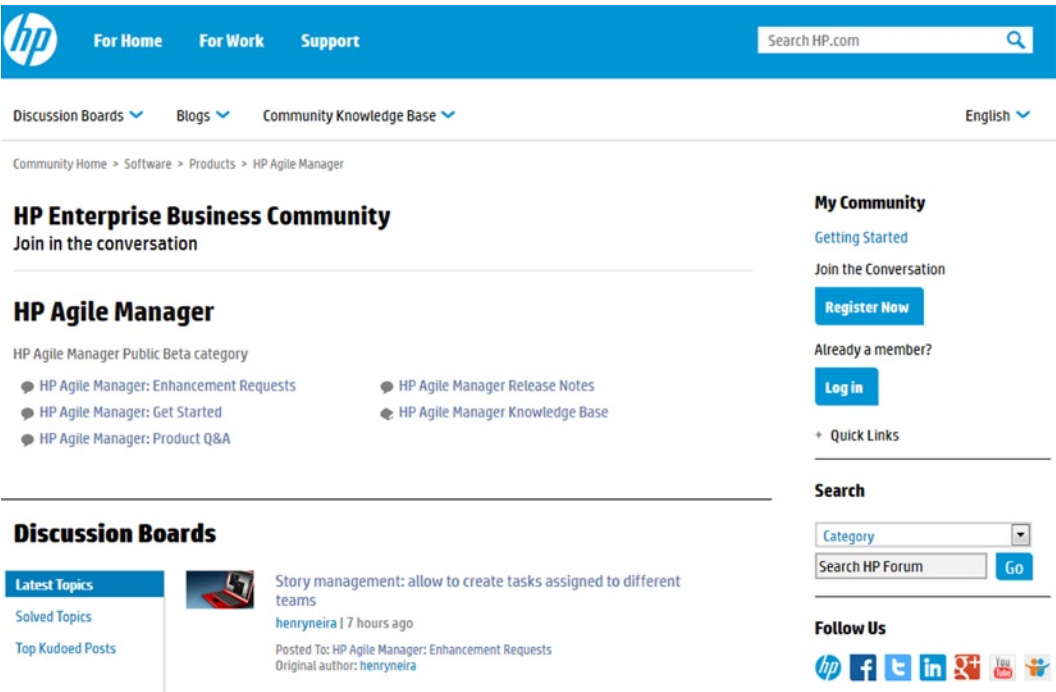 hp
For Home For Work Support
Search HP.com
Discussion Boards Blogs Community Knowledge Base
English
Community Home > Software > Products > HP Agile Manager
HP Enterprise Business Community
Join in the conversation
HP Agile Manager
HP Agile Manager Public Beta category
HP Agile Manager: Enhancement Requests
HP Agile Manager: Get Started
HP Agile Manager: Product Q&A
HP Agile Manager Release Notes
HP Agile Manager Knowledge Base
Discussion Boards
Latest Topics
Solved Topics
Top Kudoed Posts
Story management: allow to create tasks assigned to different
teams
henryneira | 7 hours ago
Posted To: HP Agile Manager: Enhancement Requests
Original author: henryneira
My Community
Getting Started
Join the Conversation
Register Now
Already a member?
Log in
+ Quick Links
Search
Category
Search HP Forum
Go
Follow Us
hp f t in g+ You Tube